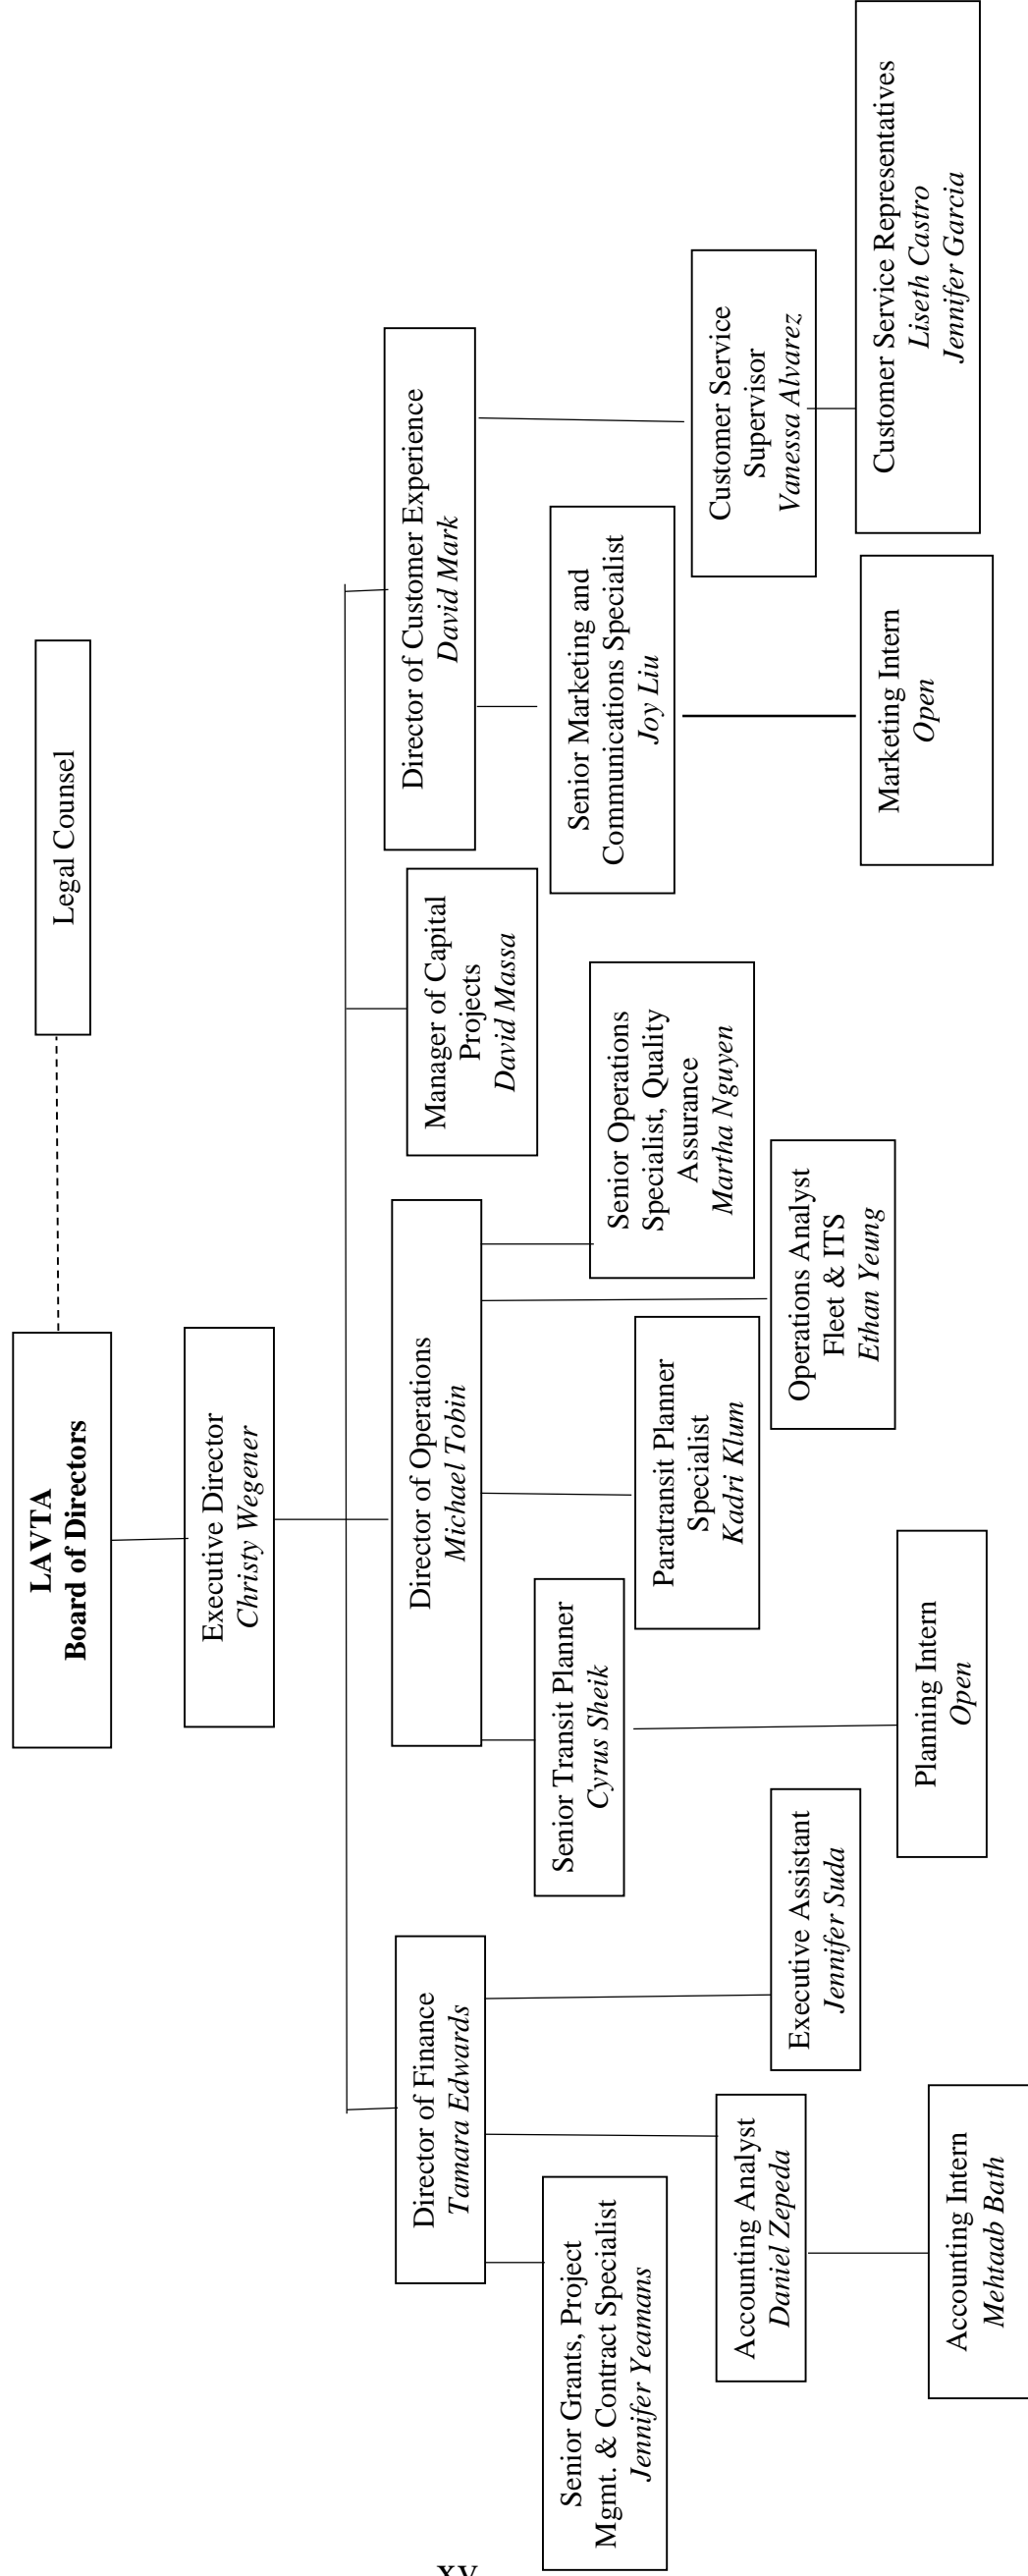 LAVTA
Board of Directors
Legal Counsel
Executive Director
Christy Wegener
Director of Finance
Tamara Edwards
Director of Operations
Michael Tobin
Manager of Capital
Projects
David Massa
Director of Customer Experience
David Mark
Senior Grants, Project
Mgmt. & Contract Specialist
Jennifer Yeamans
Accounting Analyst
Daniel Zepeda
Executive Assistant
Jennifer Suda
Accounting Intern
Mehtaab Bath
Senior Transit Planner
Cyrus Sheik
Paratransit Planner
Specialist
Kadri Klum
Operations Analyst
Fleet & ITS
Ethan Yeung
Senior Operations
Specialist, Quality
Assurance
Martha Nguyen
Planning Intern
Open
Senior Marketing and
Communications Specialist
Joy Liu
Customer Service
Supervisor
Vanessa Alvarez
Marketing Intern
Open
Customer Service Representatives
Liseth Castro
Jennifer Garcia
xv